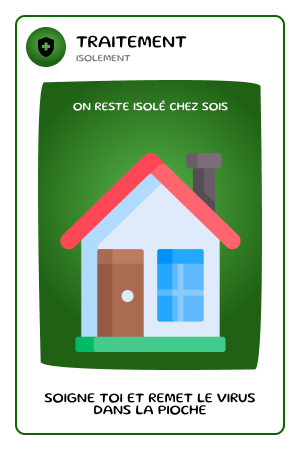 TRAITEMENT
ISOLEMENT
ON RESTE ISOLÉ CHEZ SOIS
SOIGNE TOI ET REMET LE VIRUS
DANS LA PIOCHE